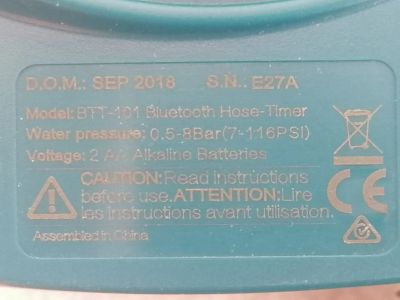 D.O.M.: SEP 2018 S.N.: E27A
Model: BTT-101 Bluetooth Hose-Timer
Water pressure: 0.5-8Bar(7-116PSI)
Voltage: 2 AA Alkaline Batteries
CAUTION: Read instructions
before use. ATTENTION: Lire
les instructions avant utilisation.
Assembled in China
CE